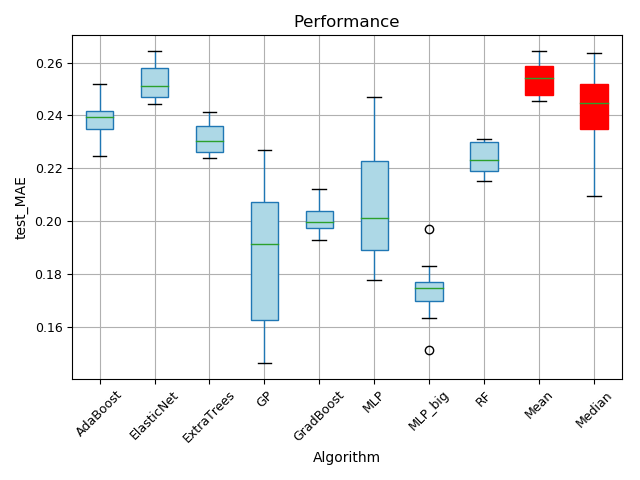 Performance
test_MAE
0.26
0.24
0.22
0.20
0.18
0.16
AdaBoost
ElasticNet
ExtraTrees
GP
GradBoost
MLP
MLP_big
RF
Mean
Median
Algorithm